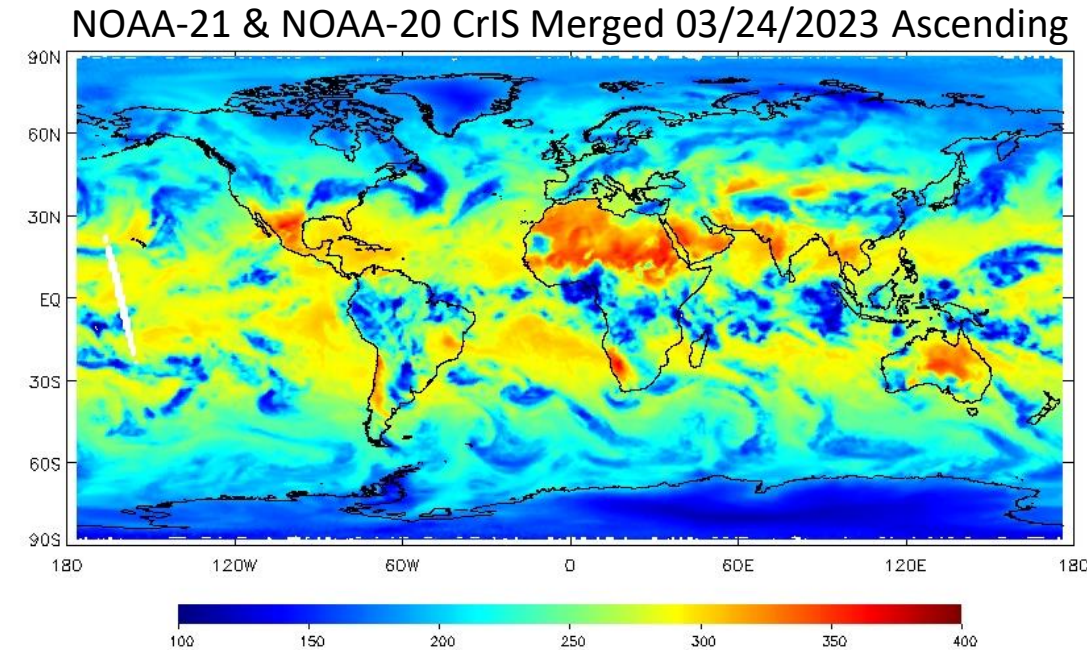 NOAA-21 & NOAA-20 CrIS Merged 03/24/2023 Ascending
90N
60N
30N
EQ
30S
60S
90S
180 120W 60W 0 60E 120E 180
100 150 200 250 300 350 400